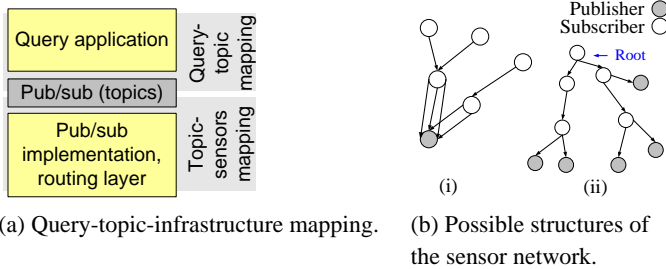 Query application
Pub/sub (topics)
Pub/sub
implementation,
routing layer
Query-
topic
mapping
Topic-
sensors
mapping
(a) Query-topic-infrastructure mapping.
Publisher
Subscriber
Root
(i)
(ii)
(b) Possible structures of
the sensor network.